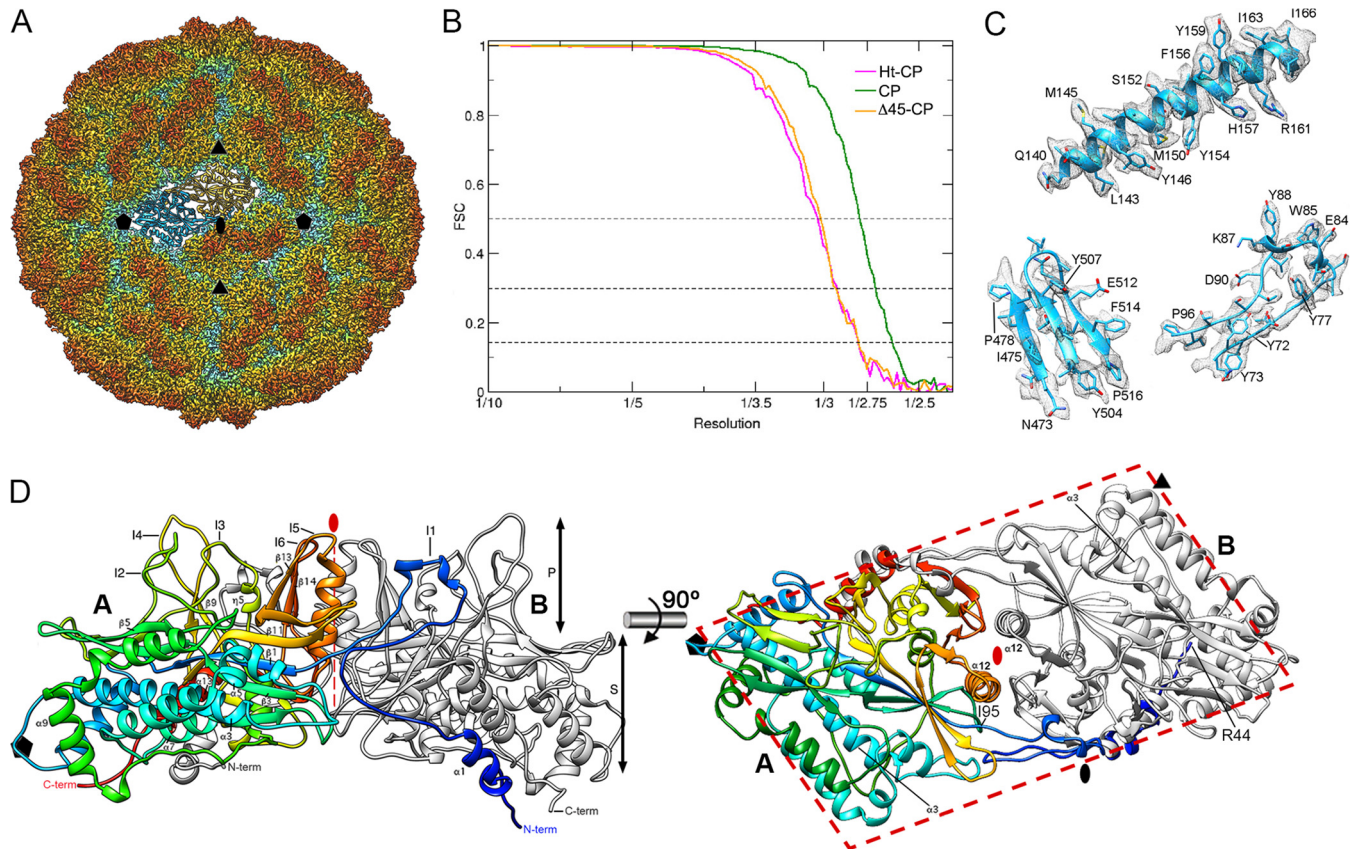 A
B
C
1
0.8
0.6
0.4
0.2
0
FSC
Ht-CP
CP
Δ45-CP
1/10
1/5
1/3.5
1/3
1/2.75
1/2.5
Resolution
I166
I163
Y159
F156
S152
M145
Q140
L143
Y146
M150
Y154
H157
R161
Y88
W85
E84
K87
D90
P96
Y77
Y72
Y73
Y507
E512
F514
P478
I475
P516
Y504
N473
D
I4
I3
I2
I5
I6
I1
β13
β14
A
B
P
S
β9
η5
β5
β11
β1
α13
α5
β3
α9
α7
α3
N-term
C-term
α1
C-term
N-term
90º
α3
B
α12
α12
I95
R44
A
α3